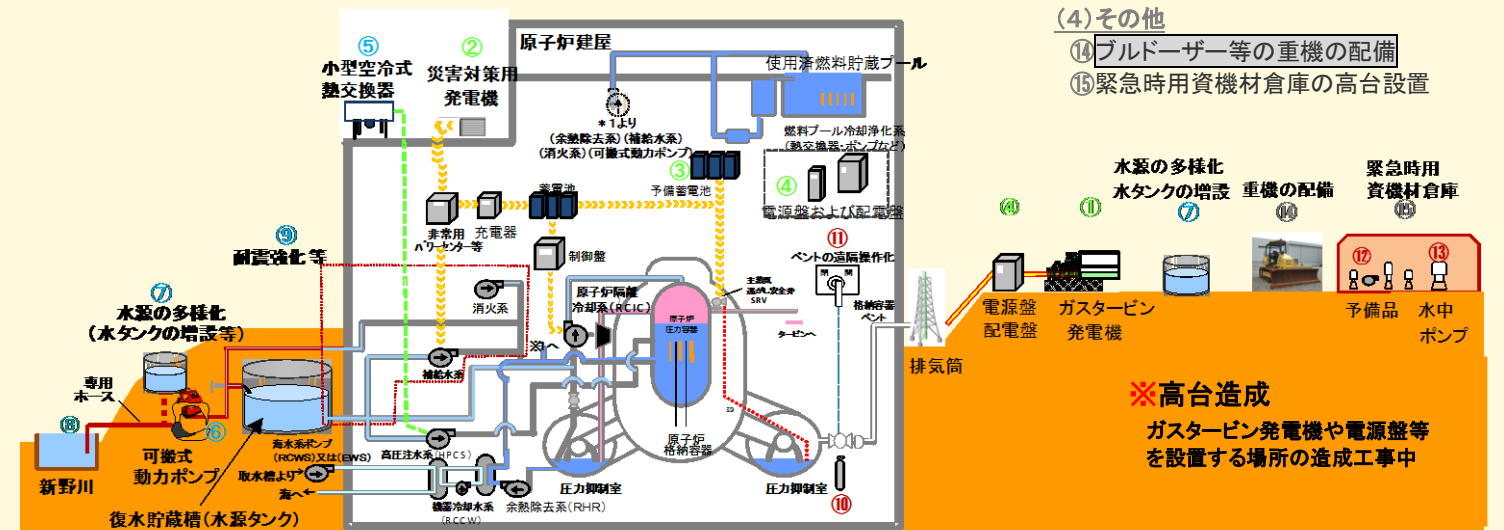 (4)その他
⑭ブルドーザー等の重機の配備
⑮緊急時用資機材倉庫の高台設置
⑤
小型空冷式
熱交換器
②
災害対策用
発電機
原子炉建屋
使用済燃料貯蔵プール
*1より
(余熱除去系)(補給水系)
(消火系)(可搬式動力ポンプ)
燃料プール冷却浄化系
(熱交換器・ポンプなど)
③
予備蓄電池
④
電源盤および配電盤
蓄電池
非常用
パワーセンター等
充電器
制御盤
⑪
ベントの遠隔操作化
閉 開
格納容器
ベント
主蒸気
逃がし安全弁
SRV
⑨
耐震強化等
⑦
水源の多様化
(水タンクの増設等)
消火系
原子炉隔離
冷却系(RCIC)
原子炉
圧力容器
タービンへ
補給水系
専用
ホース
⑧
新野川
⑥
可搬式
動力ポンプ
海水系ポンプ
(RCWS)又は(EWS)
取水槽より
海へ
高圧注水系(HPCS)
機器冷却水系
(RCCW)
余熱除去系(RHR)
復水貯蔵槽(水源タンク)
原子炉
格納容器
圧力抑制室
圧力抑制室
⑩
排気筒
④
電源盤
配電盤
①
ガスタービン
発電機
水源の多様化
水タンクの増設
⑦
重機の配備
⑭
緊急時用
資機材倉庫
⑮
⑫
予備品
⑬
水中
ポンプ
※高台造成
ガスタービン発電機や電源盤等
を設置する場所の造成工事中